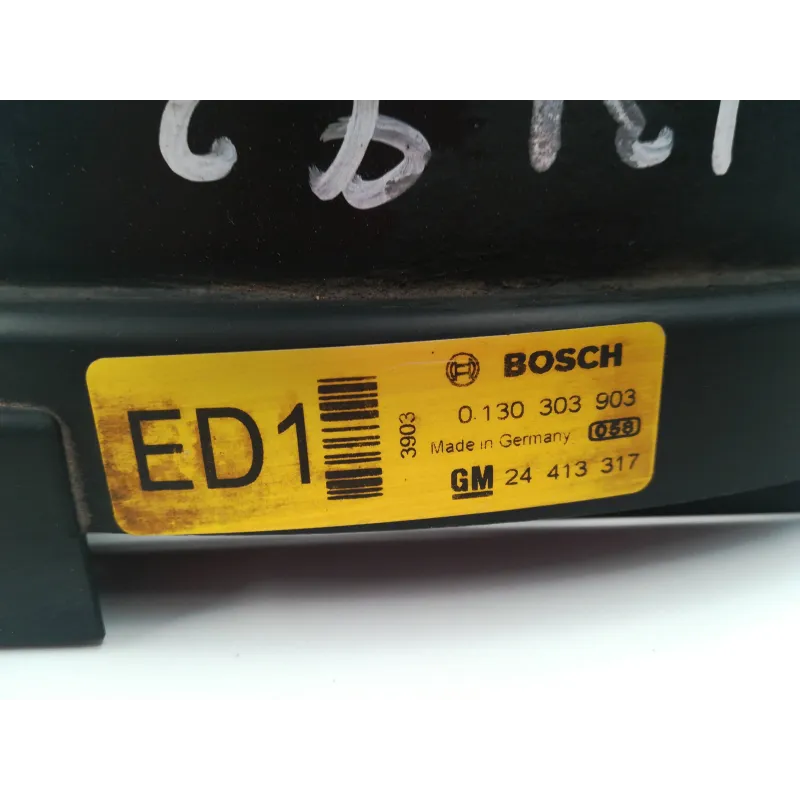 ED1
3903
BOSCH
0 130 303 903
Made in Germany 058
GM 24 413 317